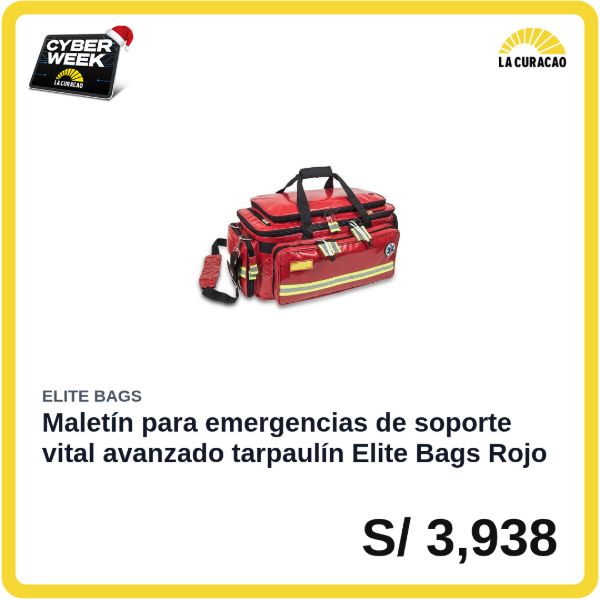 CYBER
WEEK
LA CURACAO
LA CURACAO
ELITE BAGS
Maletín para emergencias de soporte
vital avanzado tarpaulín Elite Bags Rojo
S/ 3,938